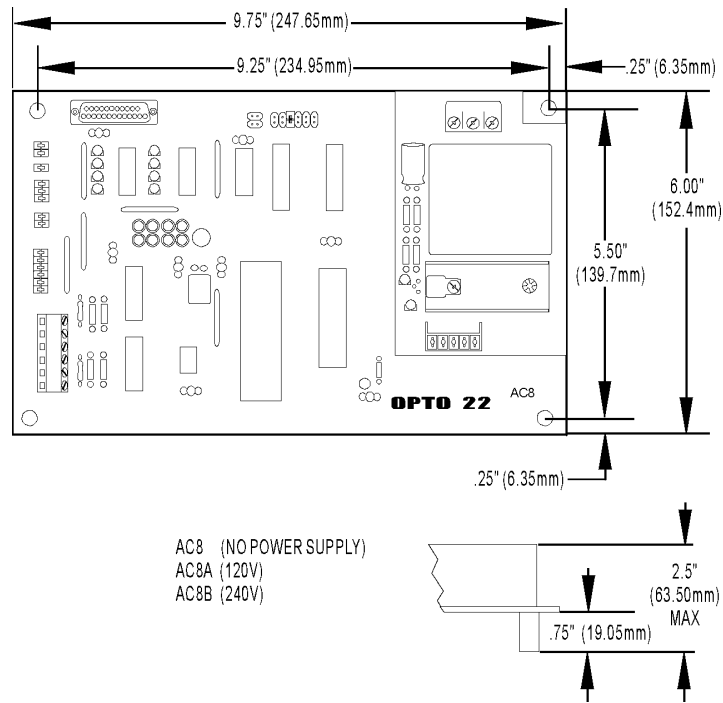 9.75" (247.65mm)
9.25" (234.95mm)
.25" (6.35mm)
6.00"
(152.4mm)
5.50"
(139.7mm)
OPTO 22
AC8
.25" (6.35mm)
AC8 (NO POWER SUPPLY)
AC8A (120V)
AC8B (240V)
2.5"
(63.50mm)
MAX
.75" (19.05mm)